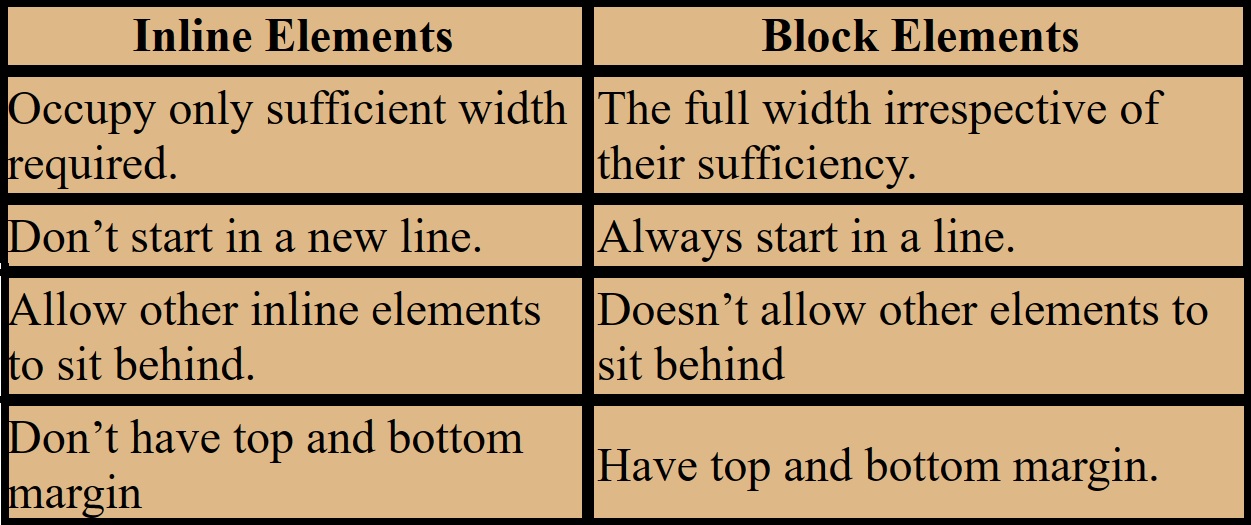 Inline Elements
Block Elements
Occupy only sufficient width
required.
The full width irrespective of
their sufficiency.
Don’t start in a new line.
Always start in a line.
Allow other inline elements
to sit behind.
Doesn’t allow other elements to
sit behind
Don’t have top and bottom
margin
Have top and bottom margin.